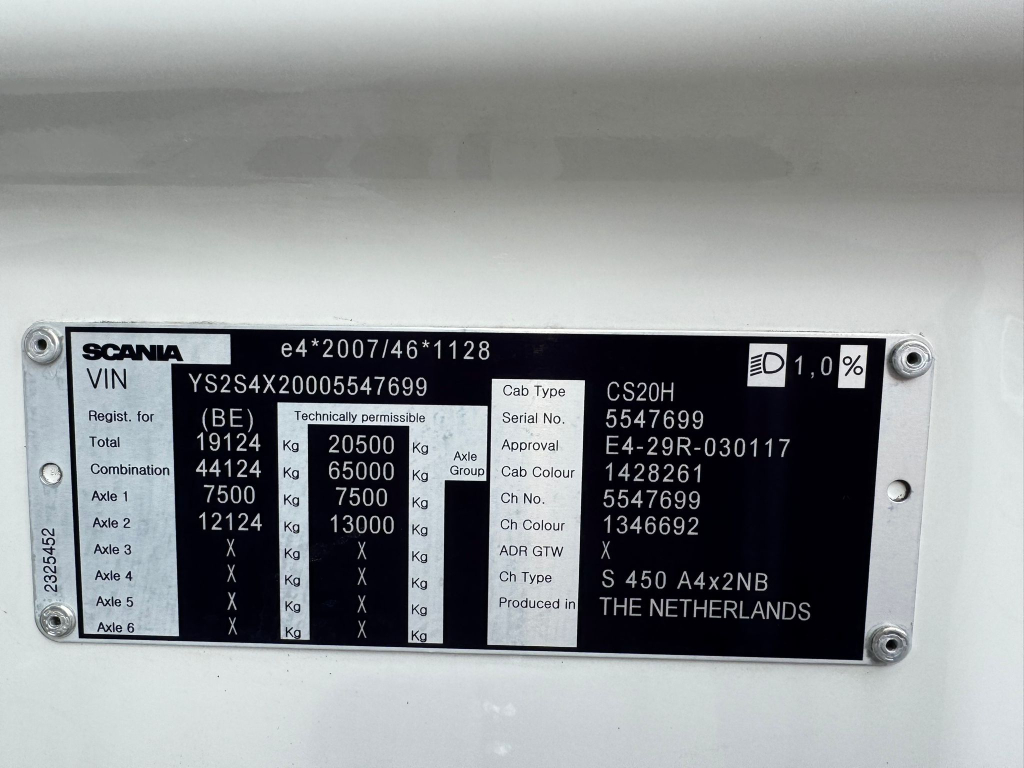 SCANIA e4*2007/46*1128 1,0 %
VIN YS2S4X20005547699
Regist. for (BE) Technically permissible
Total 19124 Kg 20500 Kg Axle Group
Combination 44124 Kg 65000 Kg
Axle 1 7500 Kg 7500 Kg
Axle 2 12124 Kg 13000 Kg
Axle 3 X Kg X Kg
Axle 4 X Kg X Kg
Axle 5 X Kg X Kg
Axle 6 X Kg X Kg
Cab Type CS20H
Serial No. 5547699
Approval E4-29R-030117
Cab Colour 1428261
Ch No. 5547699
Ch Colour 1346692
ADR GTW X
Ch Type S 450 A4x2NB
Produced in THE NETHERLANDS
2325452